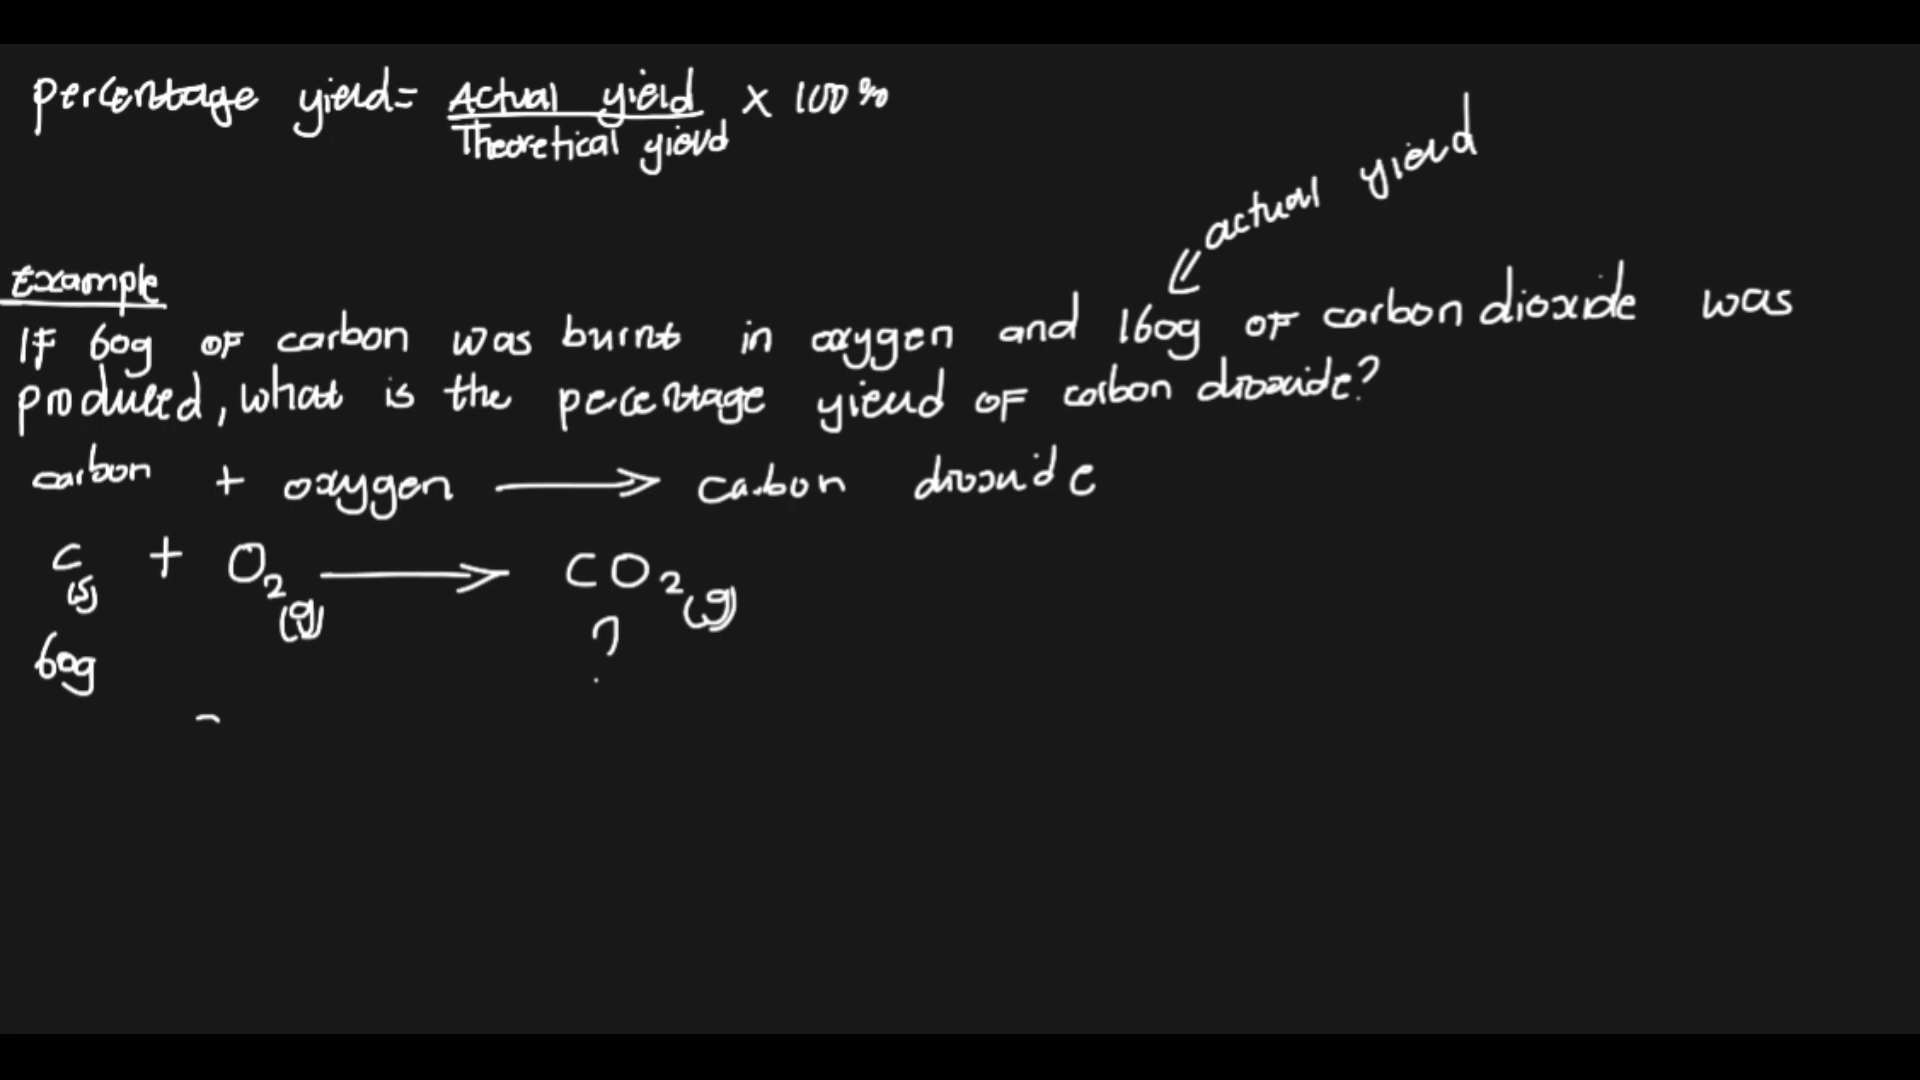 percentage yield = Actual yield × 100%
Theoretical yield
actual yield
Example
If 60g of carbon was burnt in oxygen and 160g of carbon dioxide was
produced, what is the percentage yield of carbon dioxide?
carbon + oxygen ⟶ carbon dioxide
C(s) + O₂(g) ⟶ CO₂(g)
60g ?